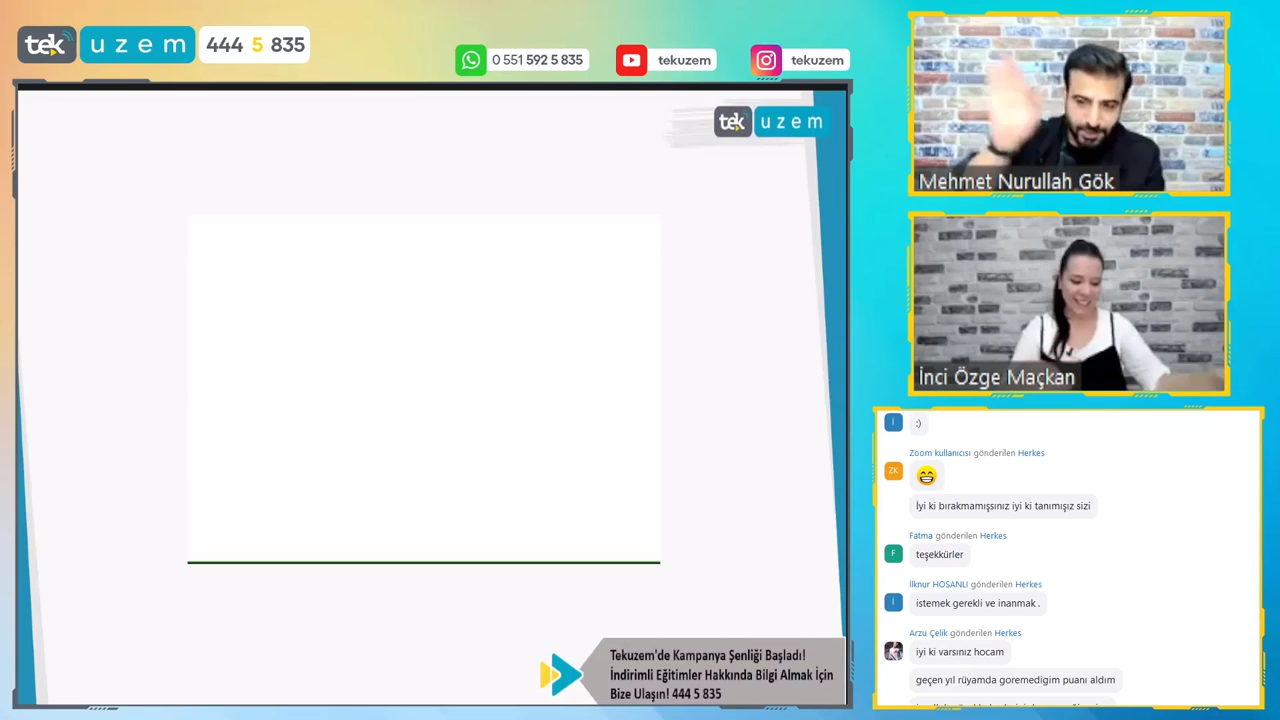 tek uzem 444 5 835
0 551 592 5 835
tekuzem
tekuzem
tek uzem
Mehmet Nurullah Gök
İnci Özge Maçkan
Tekuzem'de Kampanya Şenliği Başladı!
İndirimli Eğitimler Hakkında Bilgi Almak İçin
Bize Ulaşın! 444 5 835
I
:)
Zoom kullanıcısı gönderilen Herkes
ZK
İyi ki bırakmamışsınız iyi ki tanımışız sizi
Fatma gönderilen Herkes
F
teşekkürler
İlknur HOSANLI gönderilen Herkes
I
istemek gerekli ve inanmak .
Arzu Çelik gönderilen Herkes
iyi ki varsınız hocam
geçen yıl rüyamda goremedigim puanı aldım